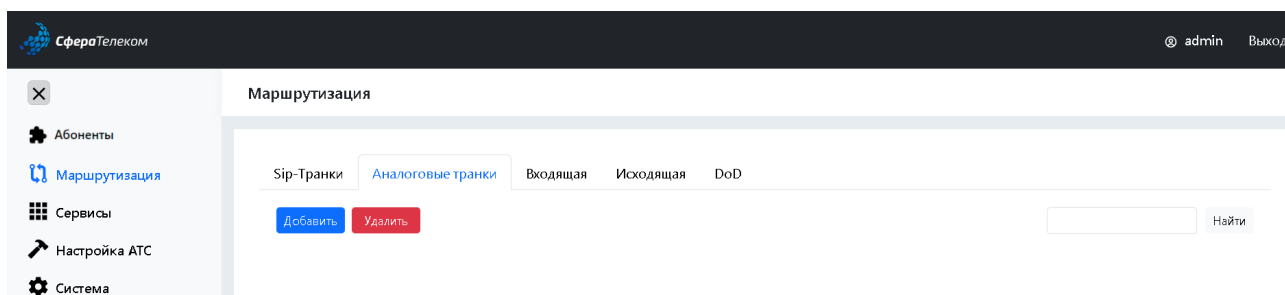 СфераТелеком
admin Выход
Маршрутизация
Абоненты
Маршрутизация
Сервисы
Настройка АТС
Система
Sip-Транки Аналоговые транки Входящая Исходящая DoD
Добавить Удалить Найти